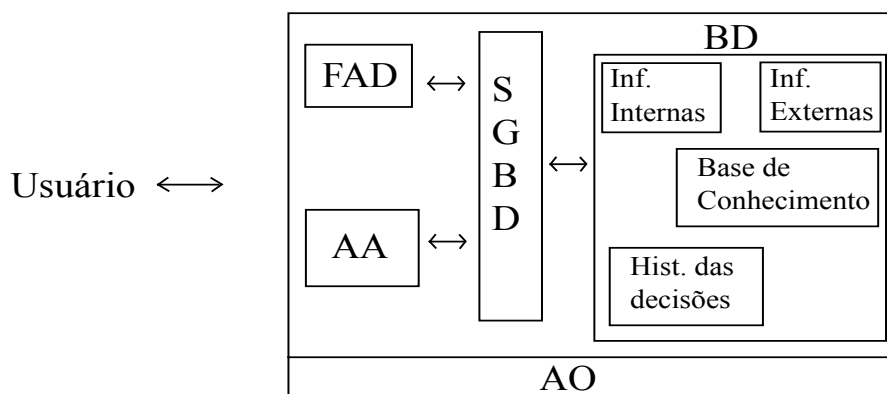 BD
FAD
S
G
B
D
Inf.
Internas
Inf.
Externas
Base de
Conhecimento
Usuário
AA
Hist. das
decisões
AO